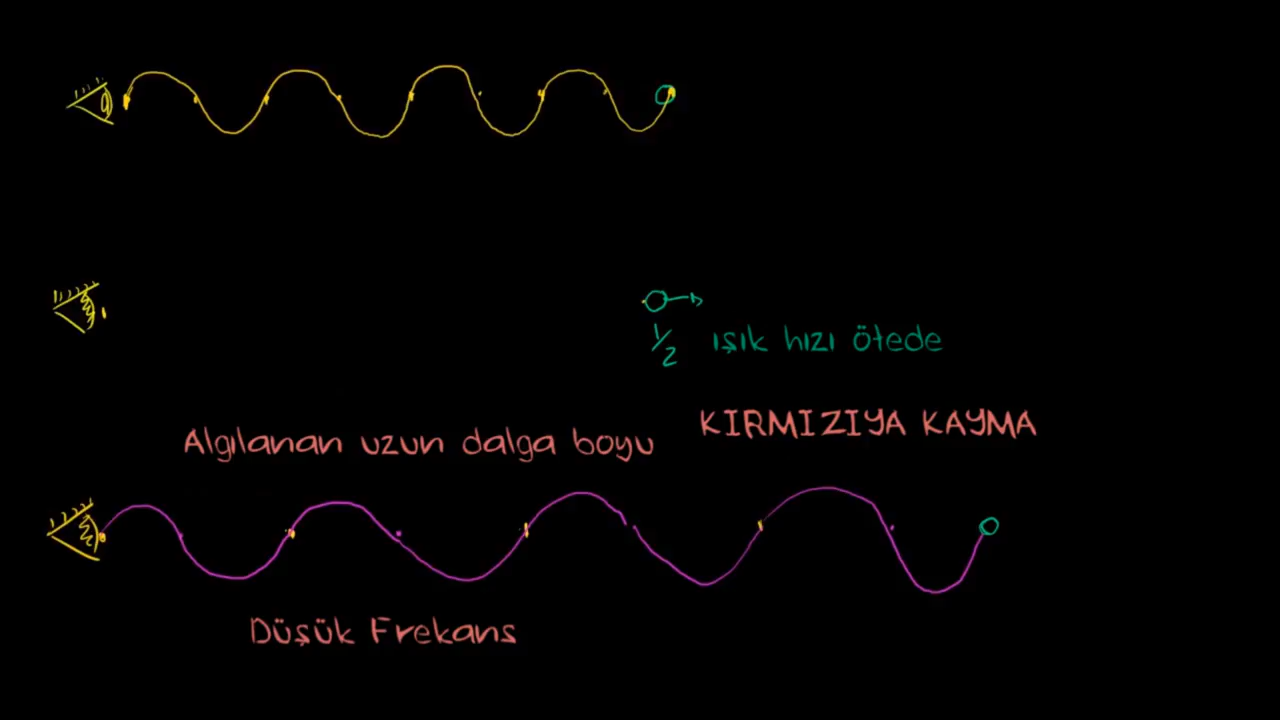 1/2 ışık hızı ötede
KIRMIZIYA KAYMA
Algılanan uzun dalga boyu
Düşük Frekans